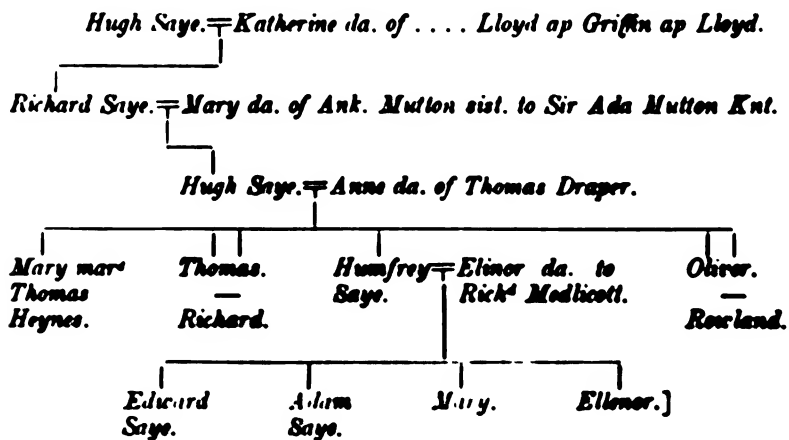 Hugh Saye. = Katherine da. of .... Lloyd ap Griffin ap Lloyd.
Richard Saye. = Mary da. of Ank. Mutton sist. to Sir Ada Mutton Knt.
Hugh Saye. = Anne da. of Thomas Draper.
Mary marᵈ
Thomas
Heynes.
Thomas.
—
Richard.
Humfrey = Elinor da. to
Saye. Rickᵈ Medlicott.
Oliver.
—
Rowland.
Edward
Saye.
Adam
Saye.
Mary.
Ellenor.]